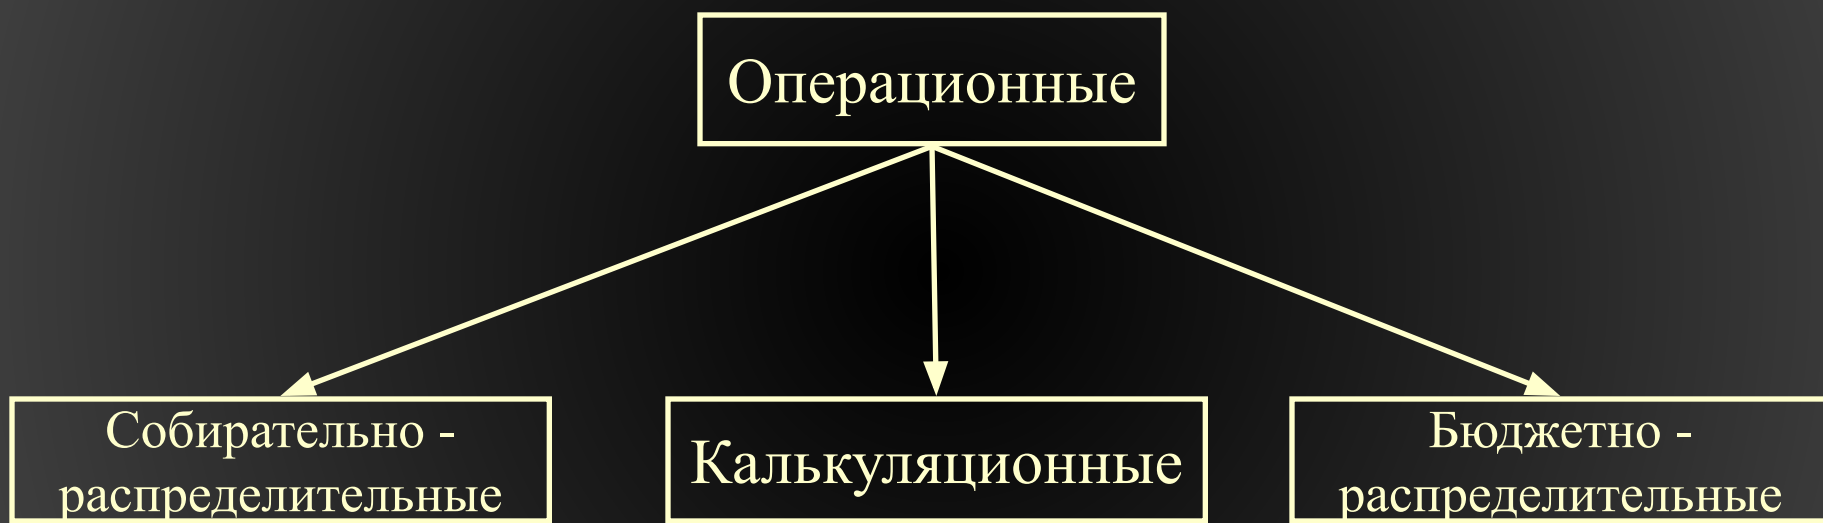 Операционные
Собирательно -
распределительные
Калькуляционные
Бюджетно -
распределительные